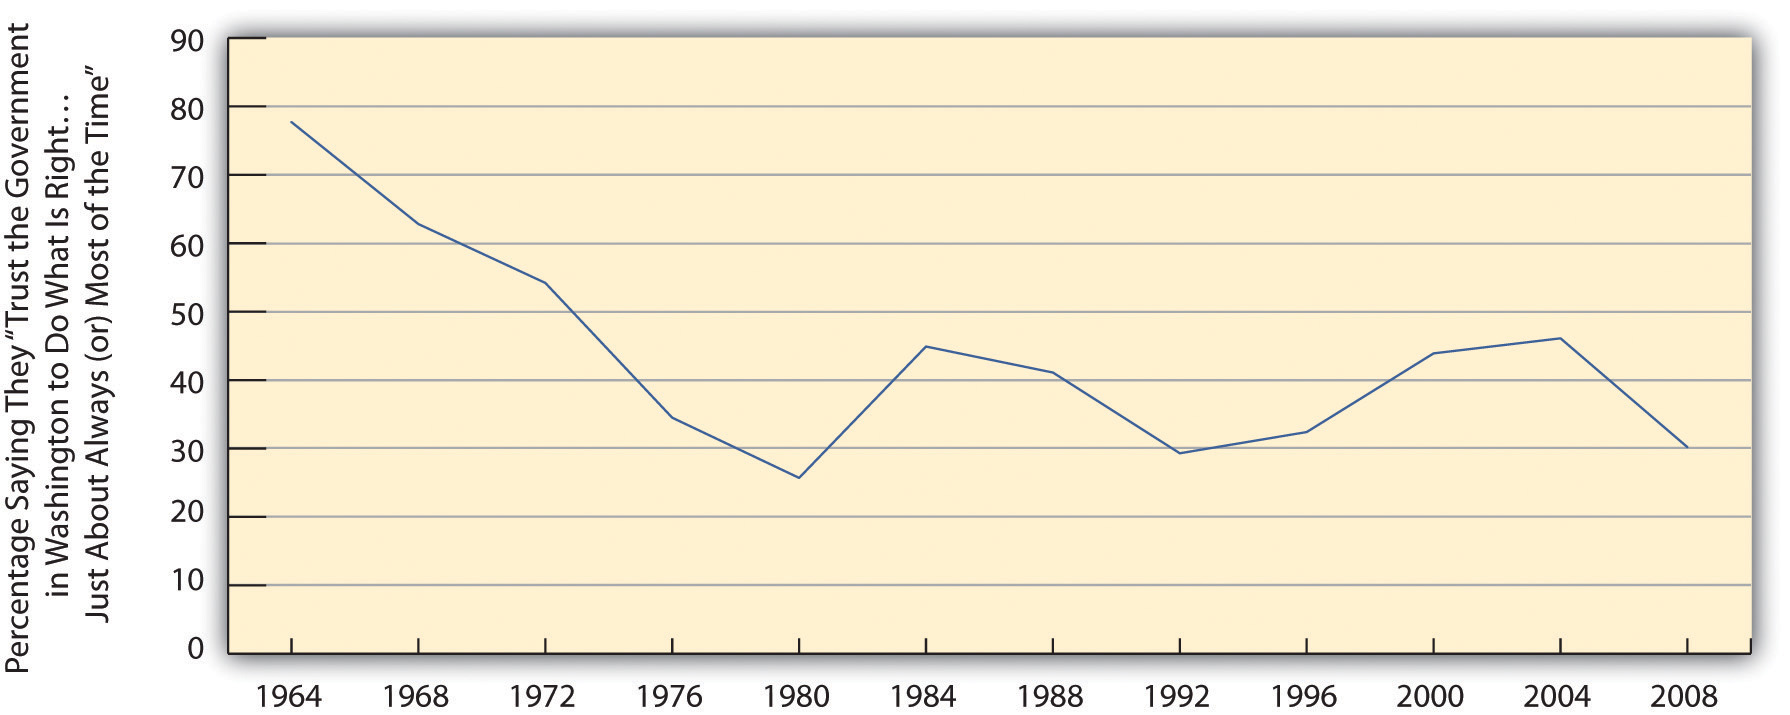 Percentage Saying They “Trust the Government
in Washington to Do What Is Right…
Just About Always (or) Most of the Time”
90
80
70
60
50
40
30
20
10
0
1964 1968 1972 1976 1980 1984 1988 1992 1996 2000 2004 2008